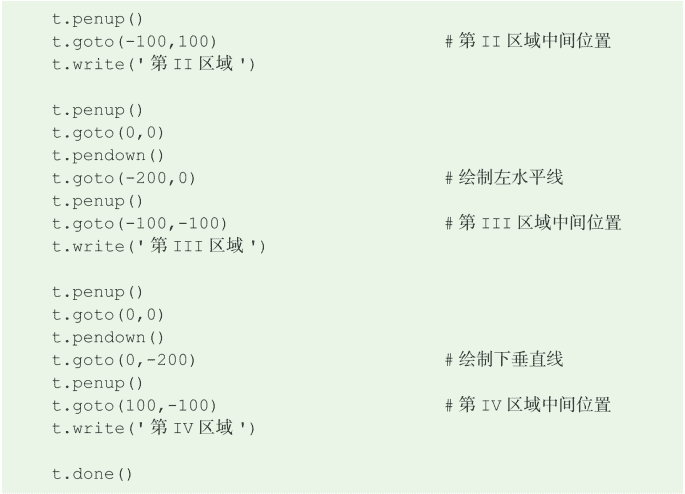 t.penup()
t.goto(-100,100) # 第 II 区域中间位置
t.write('第 II 区域')
t.penup()
t.goto(0,0)
t.pendown()
t.goto(-200,0) # 绘制左水平线
t.penup()
t.goto(-100,-100) # 第 III 区域中间位置
t.write('第 III 区域')
t.penup()
t.goto(0,0)
t.pendown()
t.goto(0,-200) # 绘制下垂直线
t.penup()
t.goto(100,-100) # 第 IV 区域中间位置
t.write('第 IV 区域')
t.done()